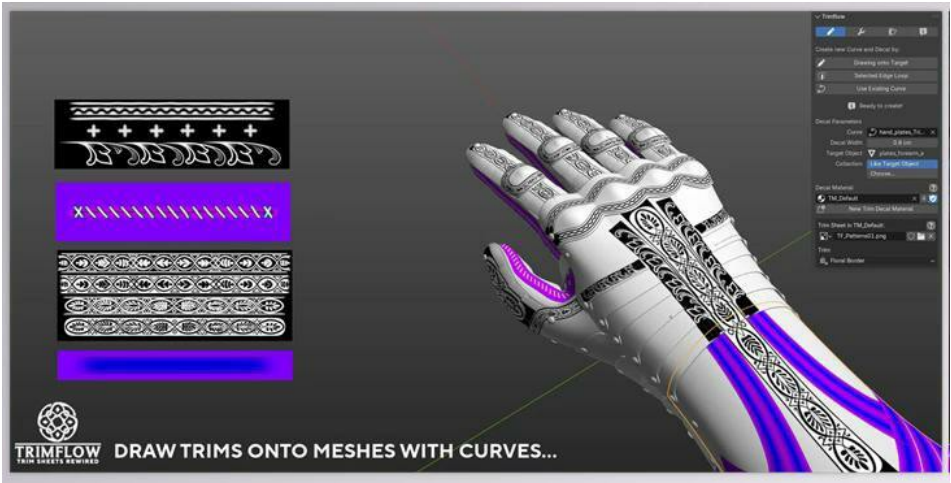 Trimflow
Create new Curve and Decal by:
Drawing onto Target
Selected Edge Loop
Use Existing Curve
Ready to create!
Decal Parameters
Curve hand_plates_Tri...
Decal Width 0.8 cm
Target Object plates_forearm_y
Collection Like Target Object
Choose...
Decal Material:
TM_Default
New Trim Decal Material
Trim Sheet in TM_Default:
TF_Patterns01.png
Trim:
Floral Border
TRIMFLOW
TRIM SHEETS REWIRED
DRAW TRIMS ONTO MESHES WITH CURVES...